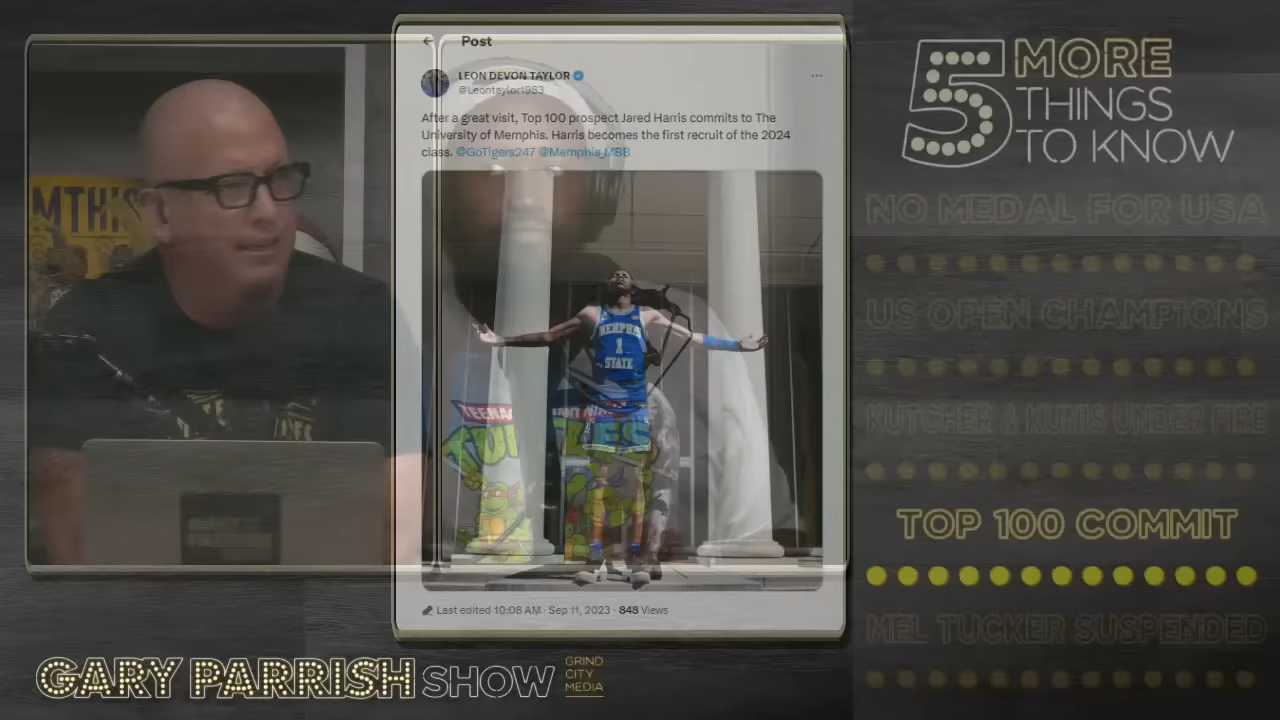 Post
LEON DEVON TAYLOR
@Leontaylor1983
After a great visit, Top 100 prospect Jared Harris commits to The
University of Memphis. Harris becomes the first recruit of the 2024
class. @GoTigers247 @Memphis_MBB
MEMPHIS
1
STATE
TEENAG
Last edited 10:08 AM · Sep 11, 2023 · 848 Views
5 MORE
THINGS
TO KNOW
NO MEDAL FOR USA
US OPEN CHAMPIONS
KUTCHER & KUNIS UNDER FIRE
TOP 100 COMMIT
MEL TUCKER SUSPENDED
GARY PARRISH SHOW
GRIND
CITY
MEDIA